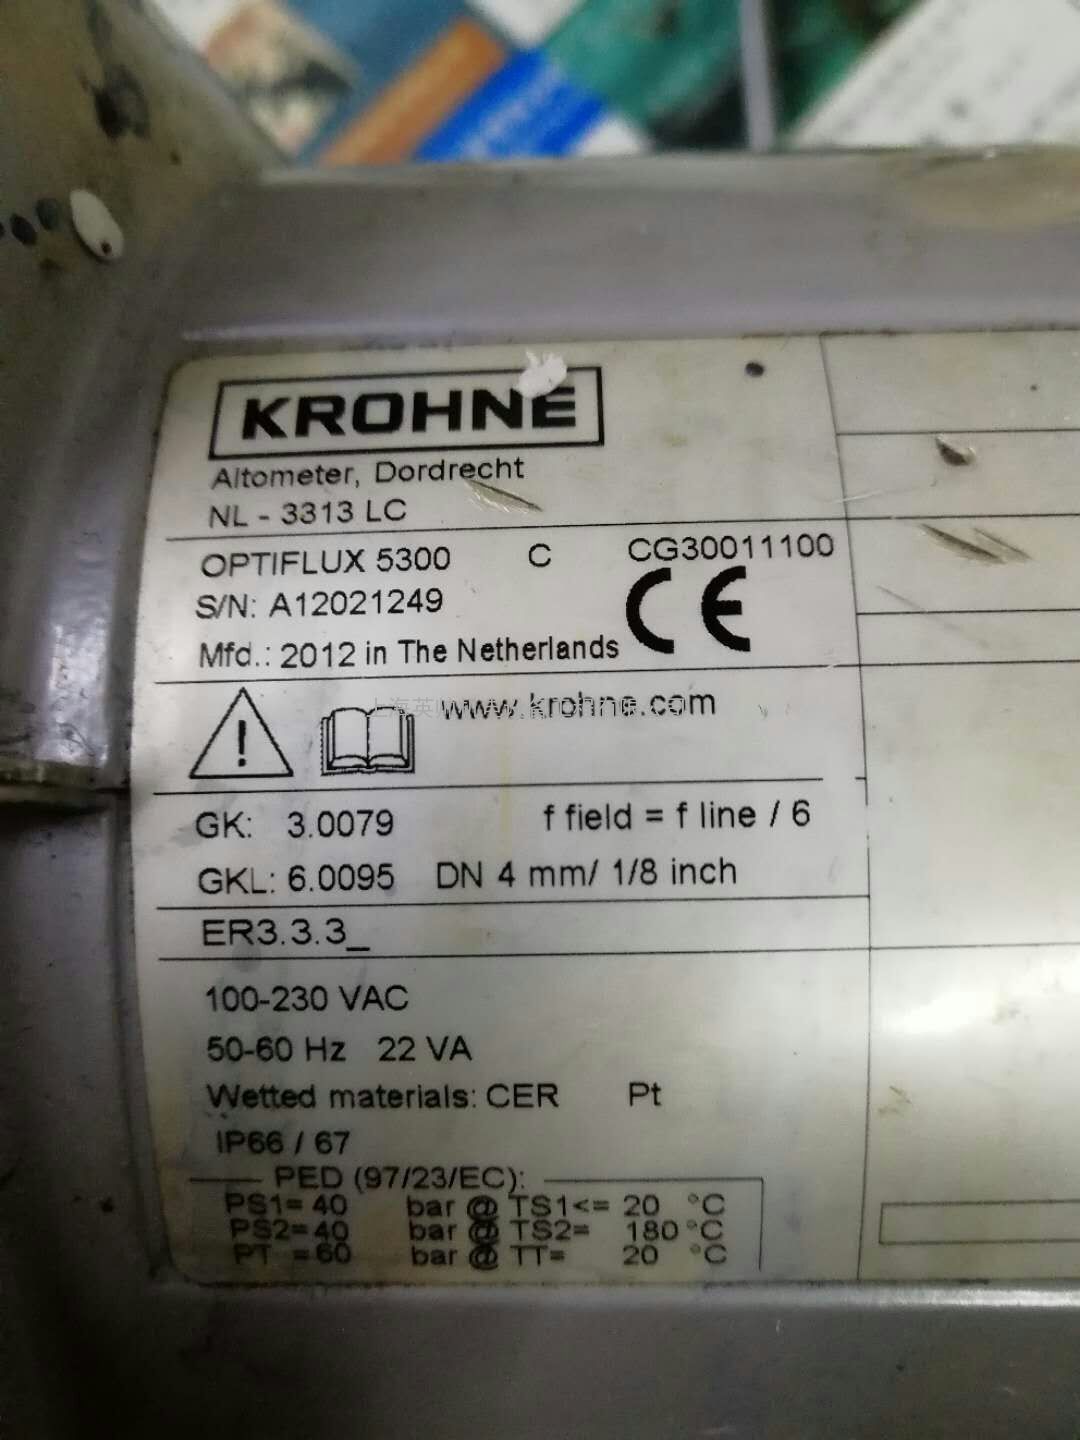 KROHNE
Altometer, Dordrecht
NL - 3313 LC
OPTIFLUX 5300 C CG30011100
S/N: A12021249
CE
Mfd.: 2012 in The Netherlands
www.krohne.com
GK: 3.0079 f field = f line / 6
GKL: 6.0095 DN 4 mm/ 1/8 inch
ER3.3.3_
100-230 VAC
50-60 Hz 22 VA
Wetted materials: CER Pt
IP66 / 67
PED (97/23/EC):
PS1= 40 bar @ TS1<= 20 °C
PS2= 40 bar @ TS2= 180 °C
PT = 60 bar @ TT= 20 °C